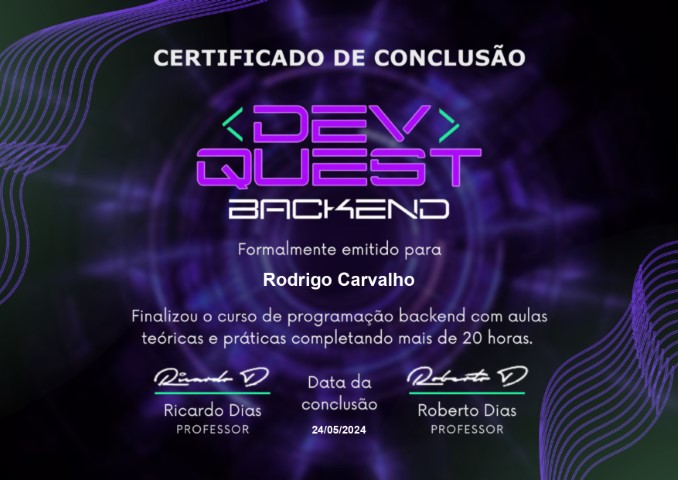 CERTIFICADO DE CONCLUSÃO
<DEV>
QUEST
BACKEND
Formalmente emitido para
Rodrigo Carvalho
Finalizou o curso de programação backend com aulas
teóricas e práticas completando mais de 20 horas.
Ricardo D
Roberto D
Data da
conclusão
Ricardo Dias
Roberto Dias
PROFESSOR
24/05/2024
PROFESSOR